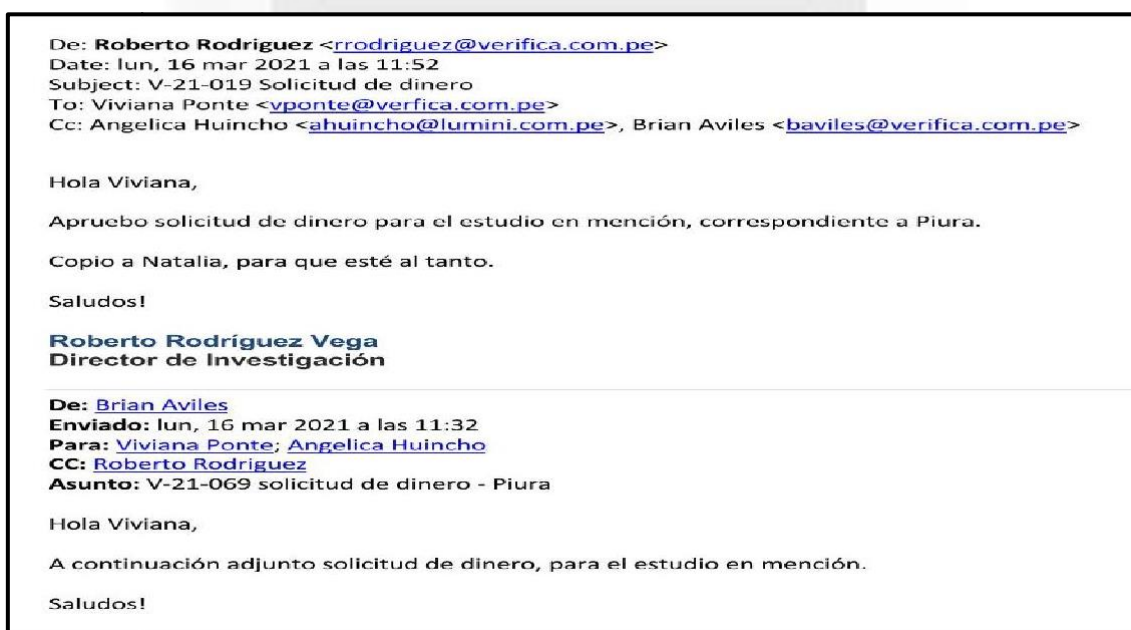 De: Roberto Rodriguez <rrodriguez@verifica.com.pe>
Date: lun, 16 mar 2021 a las 11:52
Subject: V-21-019 Solicitud de dinero
To: Viviana Ponte <vponte@verfica.com.pe>
Cc: Angelica Huincho <ahuincho@lumini.com.pe>, Brian Aviles <baviles@verifica.com.pe>
Hola Viviana,
Apruebo solicitud de dinero para el estudio en mención, correspondiente a Piura.
Copio a Natalia, para que esté al tanto.
Saludos!
Roberto Rodríguez Vega
Director de Investigación
De: Brian Aviles
Enviado: lun, 16 mar 2021 a las 11:32
Para: Viviana Ponte; Angelica Huincho
CC: Roberto Rodriguez
Asunto: V-21-069 solicitud de dinero - Piura
Hola Viviana,
A continuación adjunto solicitud de dinero, para el estudio en mención.
Saludos!